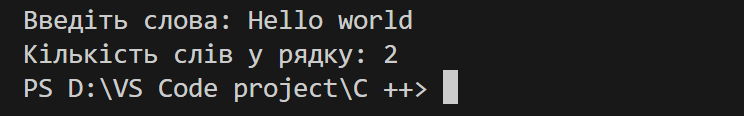 Введіть слова: Hello world
Кількість слів у рядку: 2
PS D:\VS Code project\C ++>